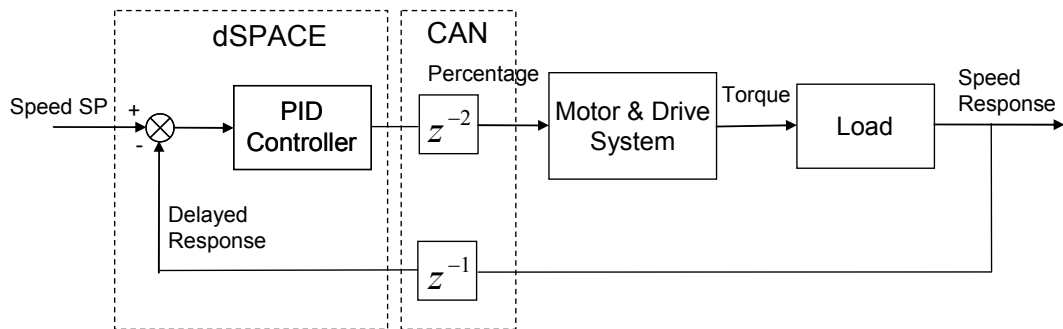 dSPACE
CAN
Speed SP
+
-
PID
Controller
Percentage
z⁻²
Motor & Drive
System
Torque
Load
Speed
Response
Delayed
Response
z⁻¹